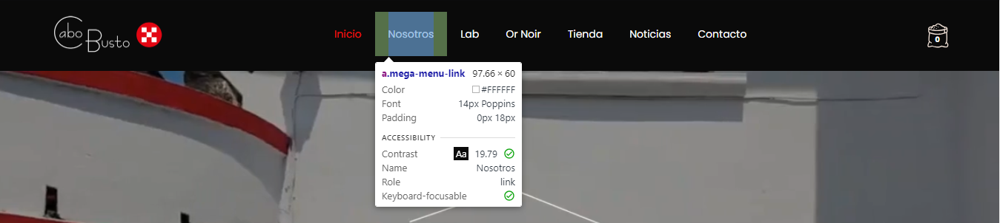 Cabo
Busto
Inicio Nosotros Lab Or Noir Tienda Noticias Contacto
0
a.mega-menu-link 97.66 × 60
Color #FFFFFF
Font 14px Poppins
Padding 0px 18px
ACCESSIBILITY
Contrast Aa 19.79
Name Nosotros
Role link
Keyboard-focusable